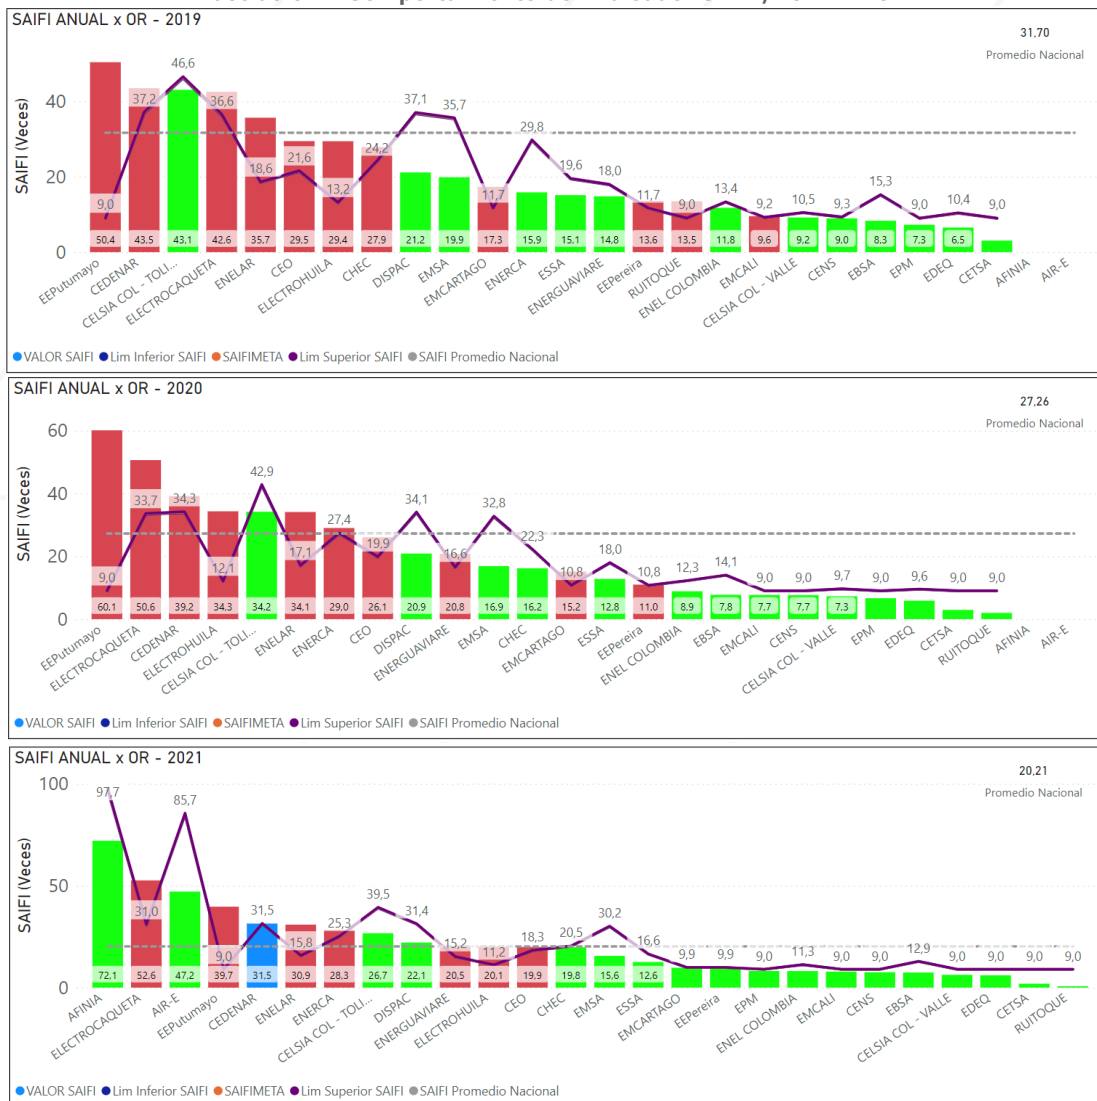 SAIFI ANUAL x OR - 2019
31,70
Promedio Nacional
SAIFI (Veces)
40
20
0
9,0
37,2
46,6
36,6
18,6
21,6
13,2
24,2
37,1
35,7
11,7
29,8
19,6
18,0
11,7
9,0
13,4
9,2
10,5
9,3
15,3
9,0
10,4
9,0
50.4
43.5
43.1
42.6
35.7
29.5
29.4
27.9
21.2
19.9
17.3
15.9
15.1
14.8
13.6
13.5
11.8
9.6
9.2
9.0
8.3
7.3
6.5
EEPutumayo
CEDENAR
CELSIA COL - TOLI...
ELECTROCAQUETA
ENELAR
CEO
ELECTROHUILA
CHEC
DISPAC
EMSA
EMCARTAGO
ENERCA
ESSA
ENERGUAVIARE
EEPereira
RUITOQUE
ENEL COLOMBIA
EMCALI
CELSIA COL - VALLE
CENS
EBSA
EPM
EDEQ
CETSA
AFINIA
AIR-E
VALOR SAIFI Lim Inferior SAIFI SAIFIMETA Lim Superior SAIFI SAIFI Promedio Nacional
SAIFI ANUAL x OR - 2020
27,26
Promedio Nacional
SAIFI (Veces)
60
40
20
0
9,0
33,7
34,3
12,1
42,9
17,1
27,4
19,9
34,1
16,6
32,8
22,3
10,8
18,0
10,8
12,3
14,1
9,0
9,0
9,7
9,0
9,6
9,0
9,0
60.1
50.6
39.2
34.3
34.2
34.1
29.0
26.1
20.9
20.8
16.9
16.2
15.2
12.8
11.0
8.9
7.8
7.7
7.7
7.3
EEPutumayo
ELECTROCAQUETA
CEDENAR
ELECTROHUILA
CELSIA COL - TOLI...
ENELAR
ENERCA
CEO
DISPAC
ENERGUAVIARE
EMSA
CHEC
EMCARTAGO
ESSA
EEPereira
ENEL COLOMBIA
EBSA
EMCALI
CENS
CELSIA COL - VALLE
EPM
EDEQ
CETSA
RUITOQUE
AFINIA
AIR-E
VALOR SAIFI Lim Inferior SAIFI SAIFIMETA Lim Superior SAIFI SAIFI Promedio Nacional
SAIFI ANUAL x OR - 2021
20,21
Promedio Nacional
SAIFI (Veces)
100
50
0
97,7
31,0
85,7
9,0
31,5
15,8
25,3
39,5
31,4
15,2
11,2
18,3
20,5
30,2
16,6
9,9
9,9
9,0
11,3
9,0
9,0
12,9
9,0
9,0
9,0
9,0
72.1
52.6
47.2
39.7
31.5
30.9
28.3
26.7
22.1
20.5
20.1
19.9
19.8
15.6
12.6
AFINIA
ELECTROCAQUETA
AIR-E
EEPutumayo
CEDENAR
ENELAR
ENERCA
CELSIA COL - TOLI...
DISPAC
ENERGUAVIARE
ELECTROHUILA
CEO
CHEC
EMSA
ESSA
EMCARTAGO
EEPereira
EPM
ENEL COLOMBIA
EMCALI
CENS
EBSA
CELSIA COL - VALLE
EDEQ
CETSA
RUITOQUE
VALOR SAIFI Lim Inferior SAIFI SAIFIMETA Lim Superior SAIFI SAIFI Promedio Nacional